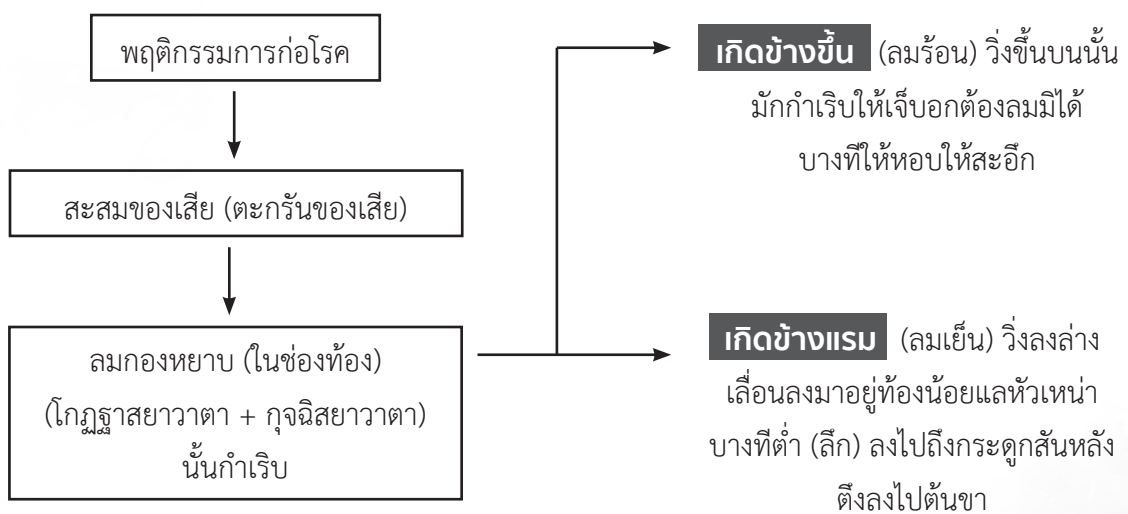 พฤติกรรมการก่อโรค
สะสมของเสีย (ตะกรันของเสีย)
ลมกองหยาบ (ในช่องท้อง)
(โกฏฐาสยาวาตา + กุจฉิสยาวาตา)
นั้นกำเริบ
เกิดข้างขึ้น (ลมร้อน) วิ่งขึ้นบนนั้น
มักกำเริบให้เจ็บอกต้องลมมิได้
บางทีให้หอบให้สะอึก
เกิดข้างแรม (ลมเย็น) วิ่งลงล่าง
เลื่อนลงมาอยู่ท้องน้อยแลหัวเหน่า
บางทีต่ำ (ลึก) ลงไปถึงกระดูกสันหลัง
ตึงลงไปต้นขา